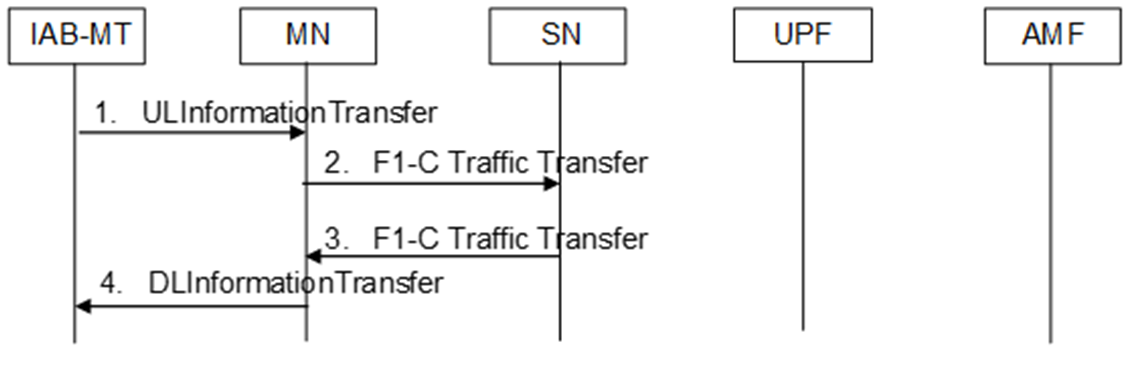 IAB-MT MN SN UPF AMF
1. ULInformationTransfer
2. F1-C Traffic Transfer
3. F1-C Traffic Transfer
4. DLInformationTransfer